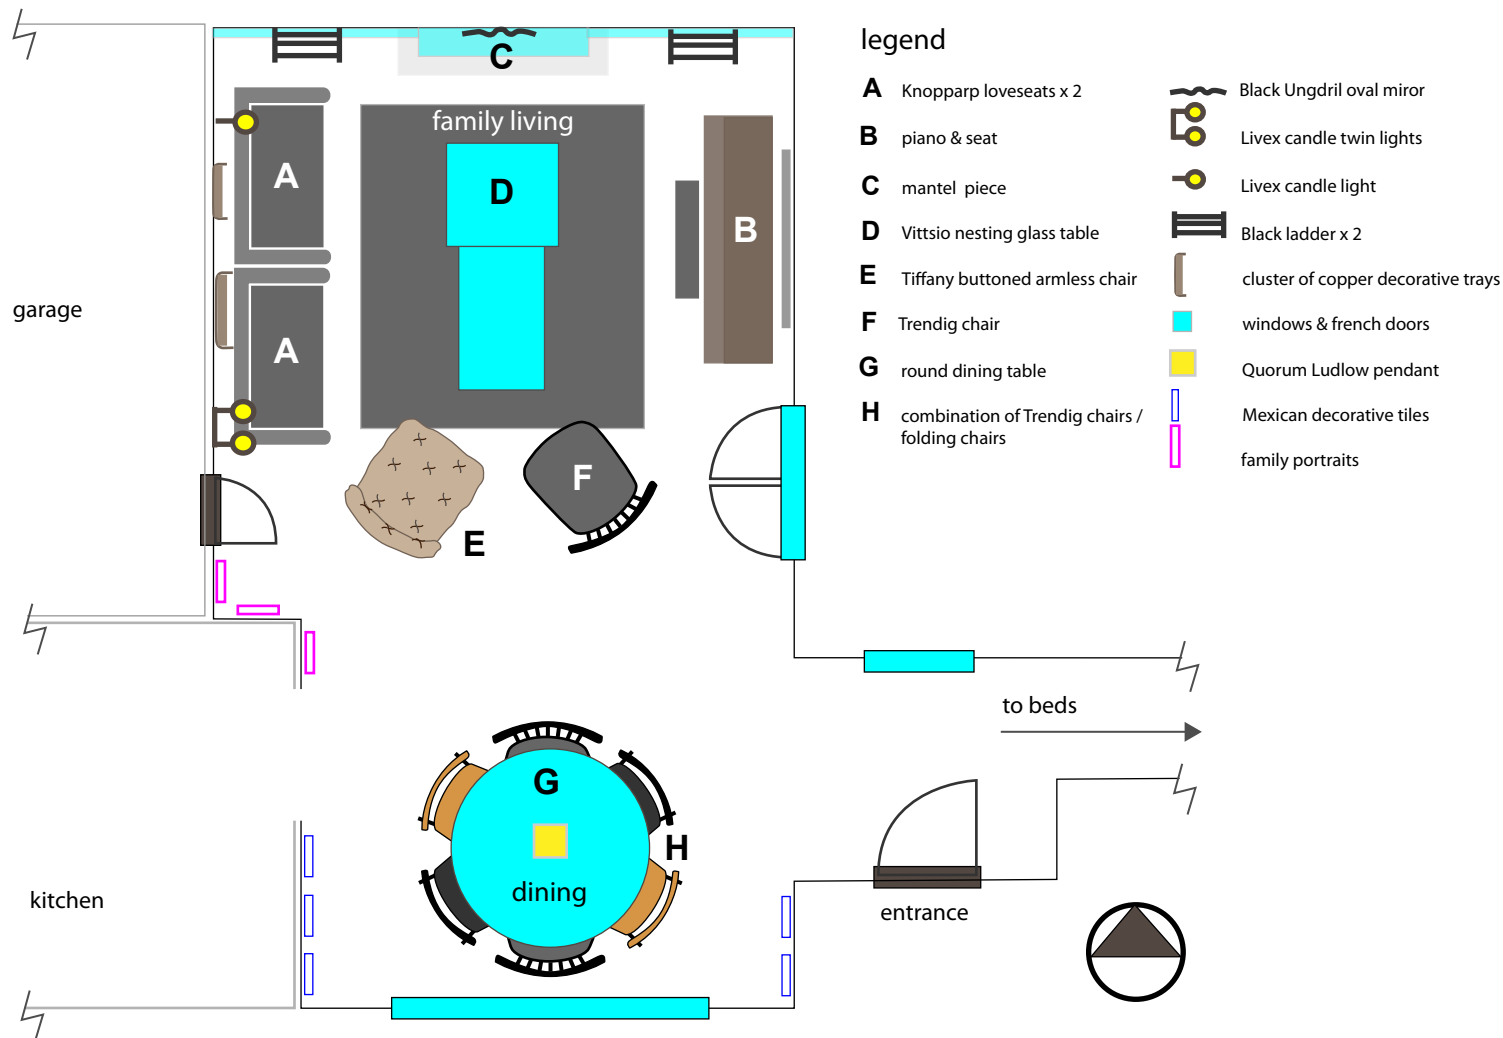 legend
A Knopparp loveseats x 2
B piano & seat
C mantel piece
D Vittsio nesting glass table
E Tiffany buttoned armless chair
F Trendig chair
G round dining table
H combination of Trendig chairs /
folding chairs
Black Ungdril oval miror
Livex candle twin lights
Livex candle light
Black ladder x 2
cluster of copper decorative trays
windows & french doors
Quorum Ludlow pendant
Mexican decorative tiles
family portraits
C
family living
A
D
B
garage
A
F
E
to beds
G
H
dining
kitchen
entrance